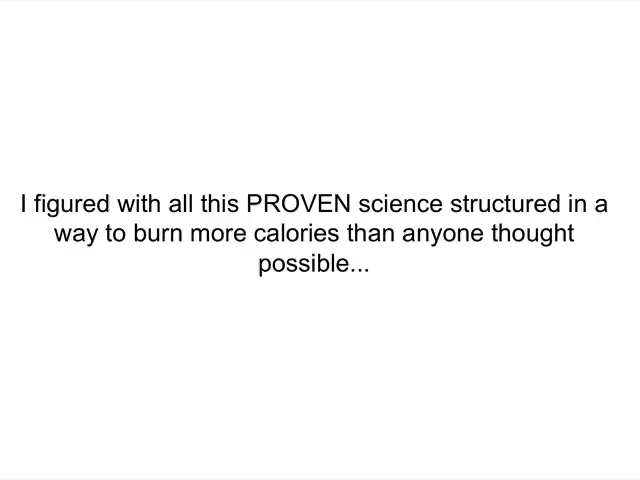 I figured with all this PROVEN science structured in a
way to burn more calories than anyone thought
possible...